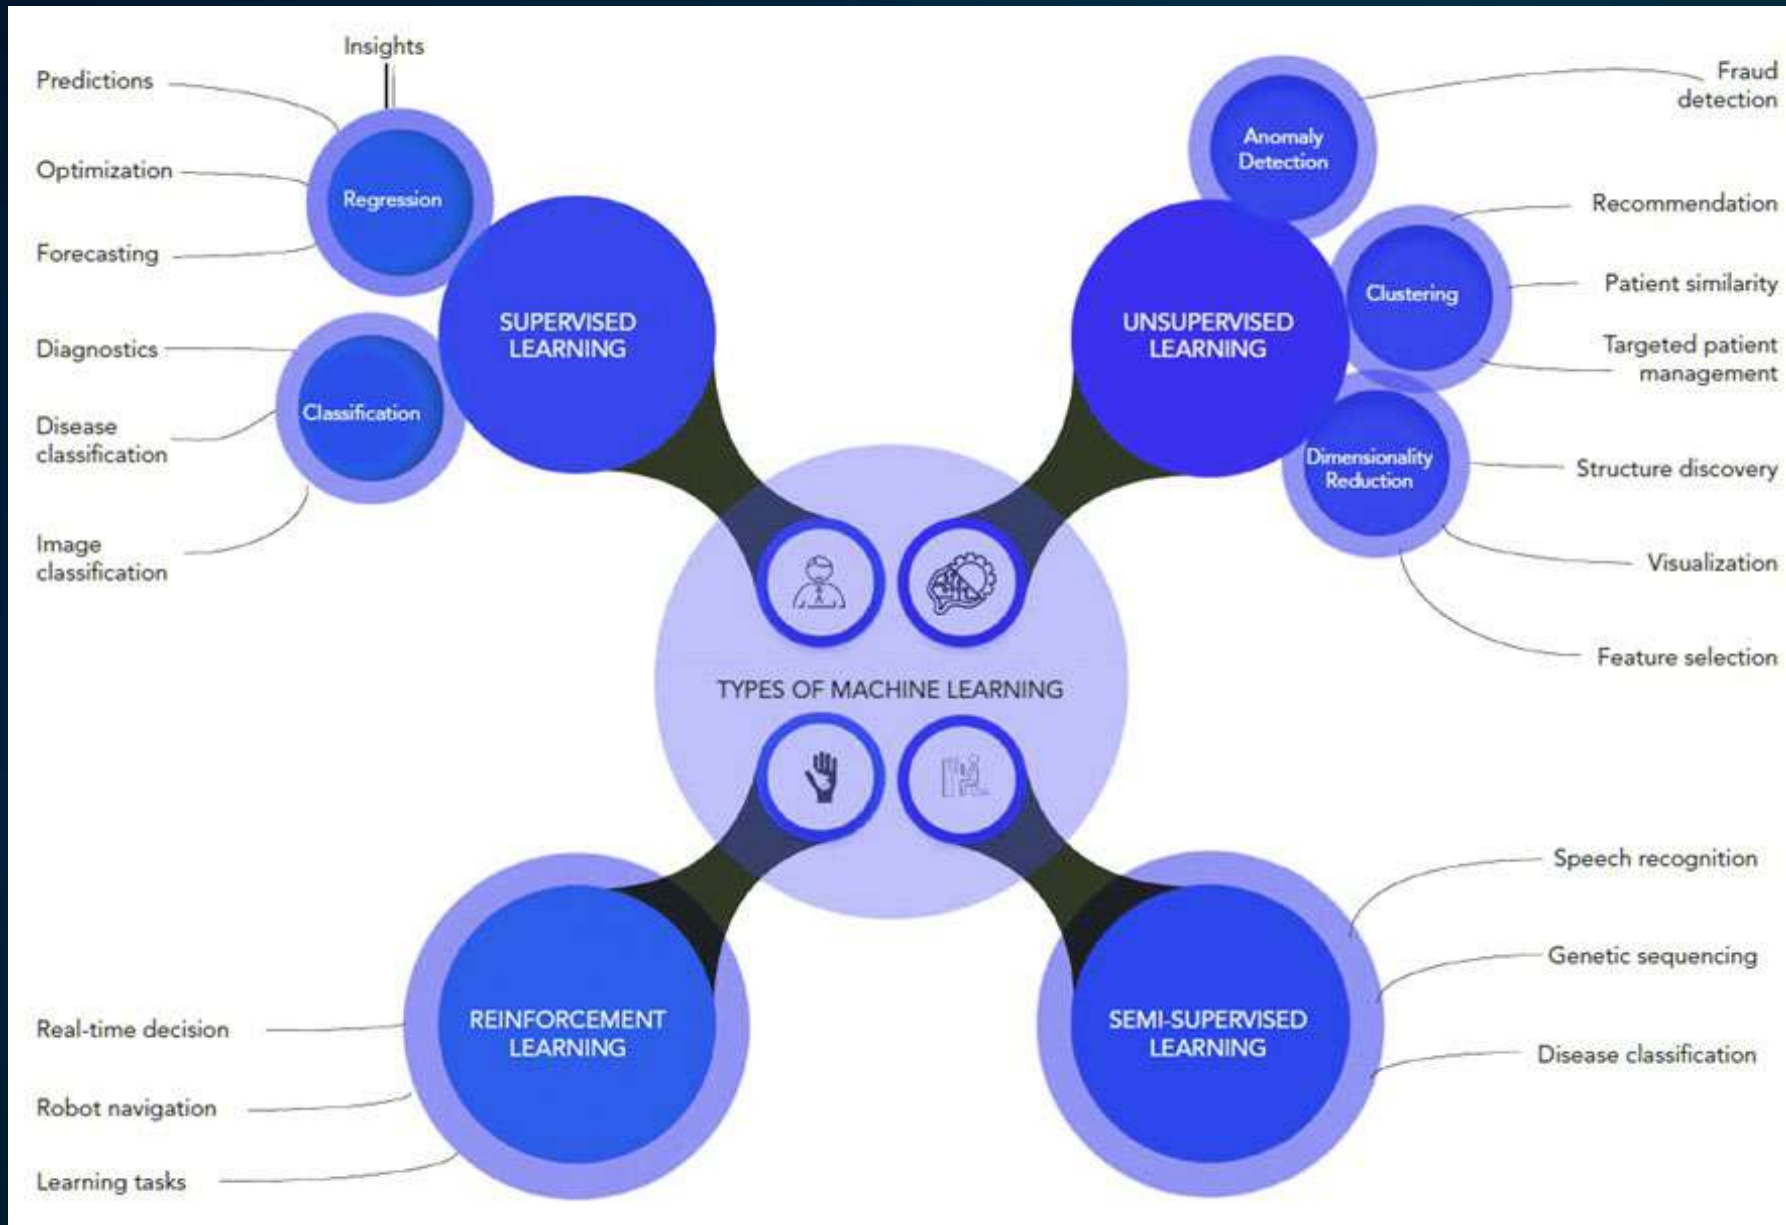 Insights
Predictions
Optimization
Forecasting
Regression
Diagnostics
Disease
classification
Image
classification
Classification
SUPERVISED
LEARNING
Fraud
detection
Anomaly
Detection
Recommendation
Patient similarity
Targeted patient
management
Clustering
UNSUPERVISED
LEARNING
Dimensionality
Reduction
Structure discovery
Visualization
Feature selection
TYPES OF MACHINE LEARNING
REINFORCEMENT
LEARNING
Real-time decision
Robot navigation
Learning tasks
SEMI-SUPERVISED
LEARNING
Speech recognition
Genetic sequencing
Disease classification